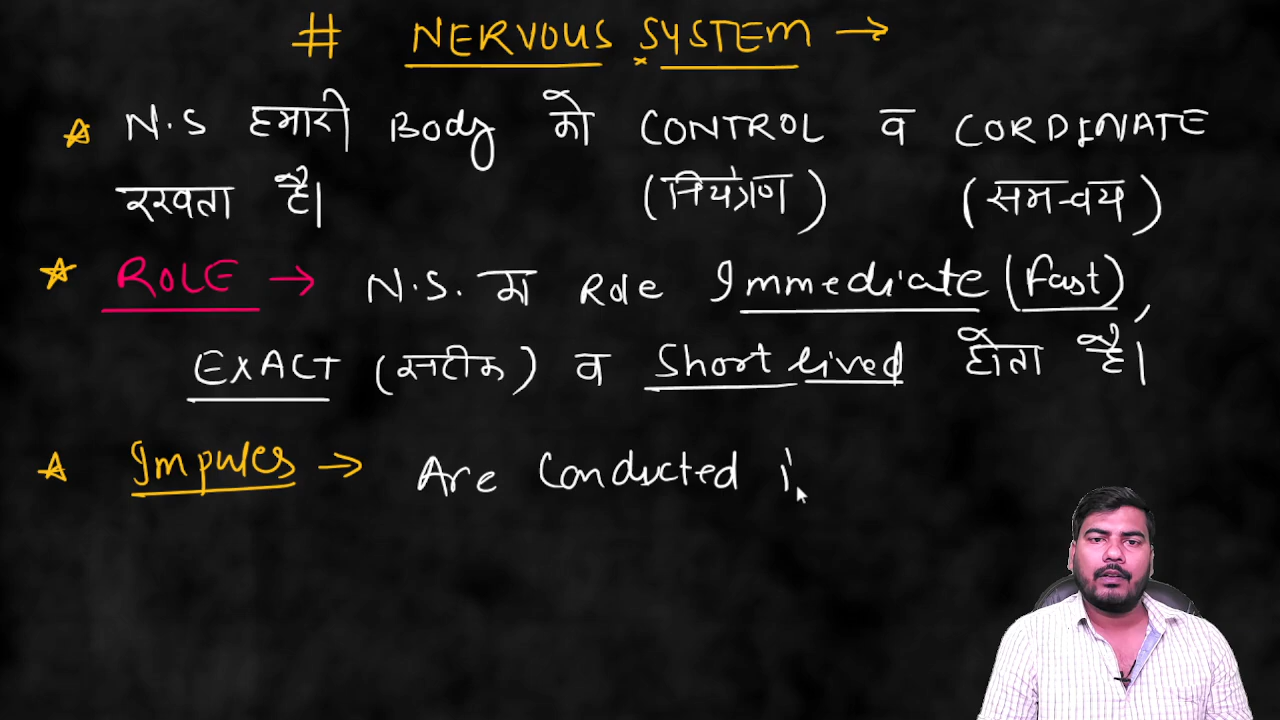 # NERVOUS SYSTEM →
N.S हमारी Body को CONTROL व CORDINATE
रखता है। (नियंत्रण) (समन्वय)
ROLE → N.S. का Role Immediate (fast),
EXACT (सटीक) व Short lived होता है।
Impules → Are Conducted i